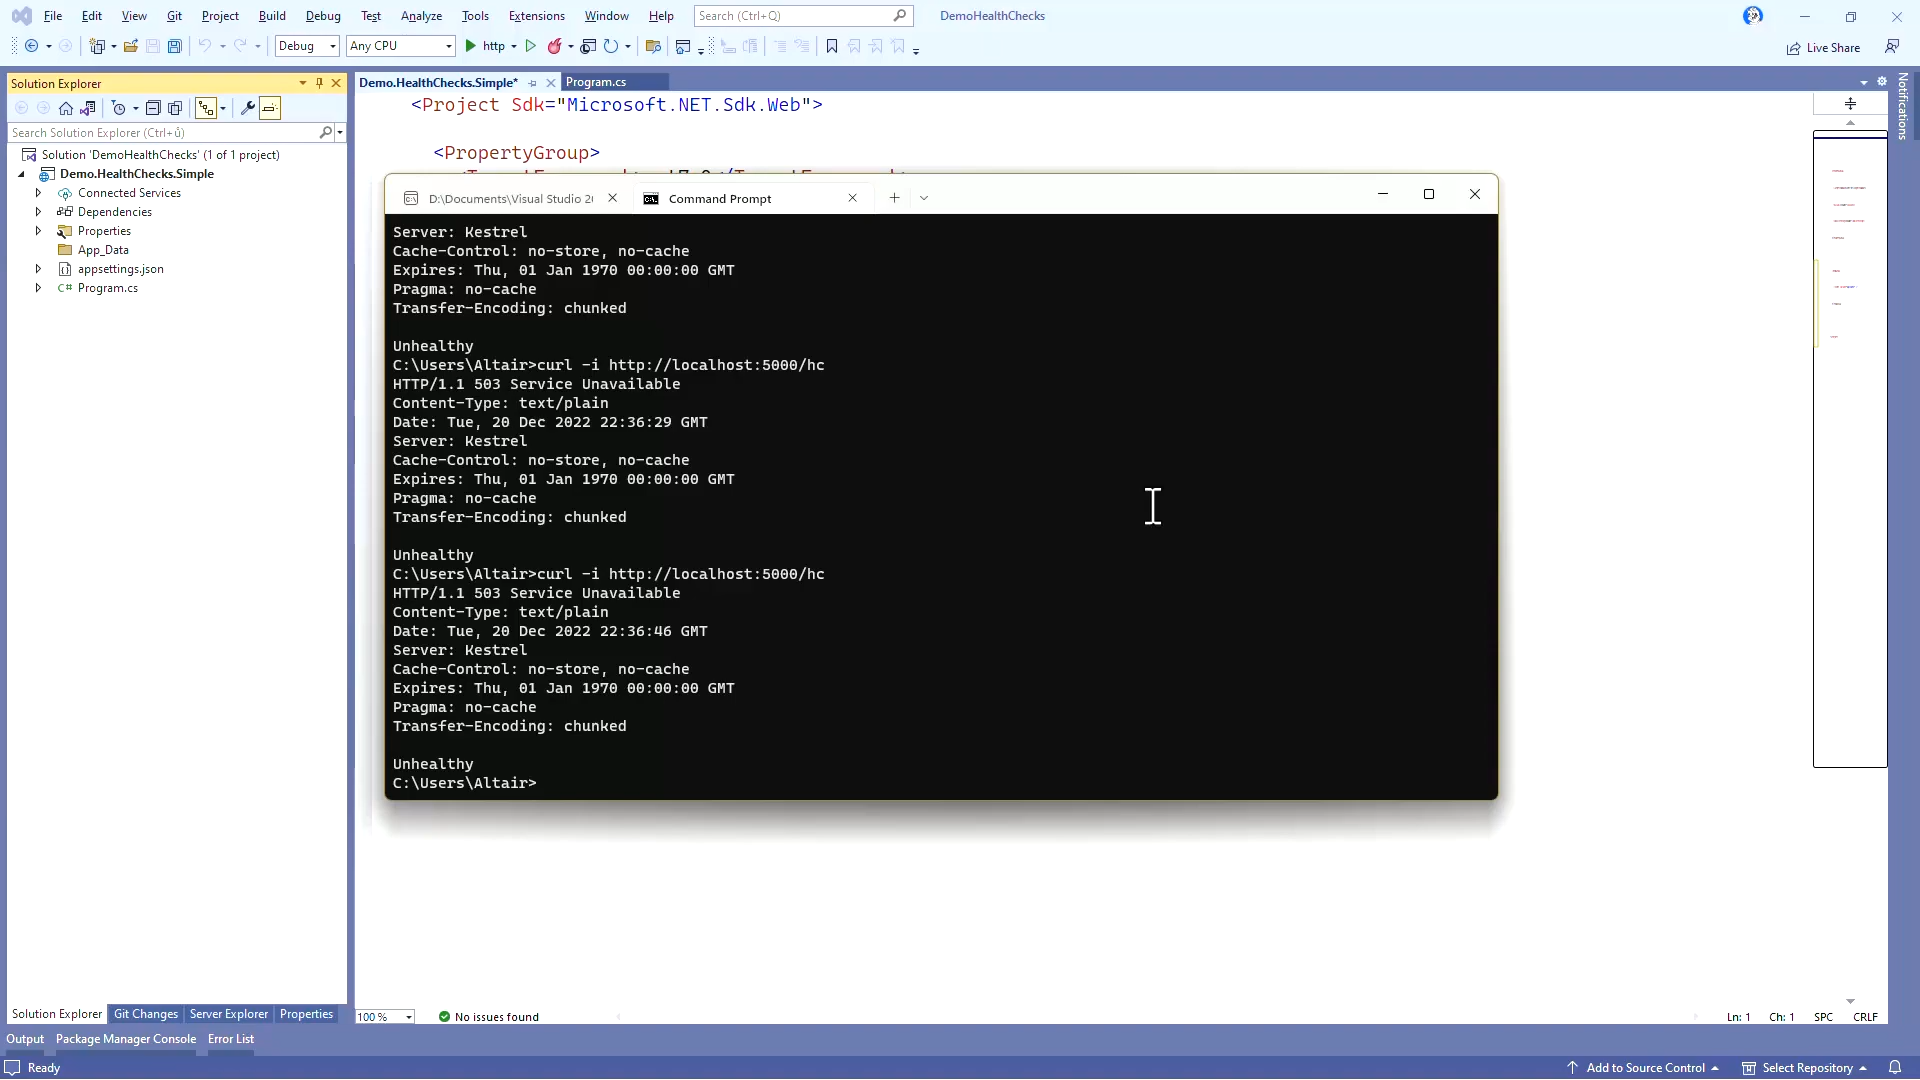 File Edit View Git Project Build Debug Test Analyze Tools Extensions Window Help Search (Ctrl+Q) DemoHealthChecks
Debug Any CPU http Live Share
Solution Explorer
Search Solution Explorer (Ctrl+ů)
Solution 'DemoHealthChecks' (1 of 1 project)
Demo.HealthChecks.Simple
Connected Services
Dependencies
Properties
App_Data
appsettings.json
C# Program.cs
Demo.HealthChecks.Simple* Program.cs
<Project Sdk="Microsoft.NET.Sdk.Web">
<PropertyGroup>
Notifications
D:\Documents\Visual Studio 20 Command Prompt
Server: Kestrel
Cache-Control: no-store, no-cache
Expires: Thu, 01 Jan 1970 00:00:00 GMT
Pragma: no-cache
Transfer-Encoding: chunked
Unhealthy
C:\Users\Altair>curl -i http://localhost:5000/hc
HTTP/1.1 503 Service Unavailable
Content-Type: text/plain
Date: Tue, 20 Dec 2022 22:36:29 GMT
Server: Kestrel
Cache-Control: no-store, no-cache
Expires: Thu, 01 Jan 1970 00:00:00 GMT
Pragma: no-cache
Transfer-Encoding: chunked
Unhealthy
C:\Users\Altair>curl -i http://localhost:5000/hc
HTTP/1.1 503 Service Unavailable
Content-Type: text/plain
Date: Tue, 20 Dec 2022 22:36:46 GMT
Server: Kestrel
Cache-Control: no-store, no-cache
Expires: Thu, 01 Jan 1970 00:00:00 GMT
Pragma: no-cache
Transfer-Encoding: chunked
Unhealthy
C:\Users\Altair>
Solution Explorer Git Changes Server Explorer Properties
100 % No issues found Ln: 1 Ch: 1 SPC CRLF
Output Package Manager Console Error List
Ready Add to Source Control Select Repository